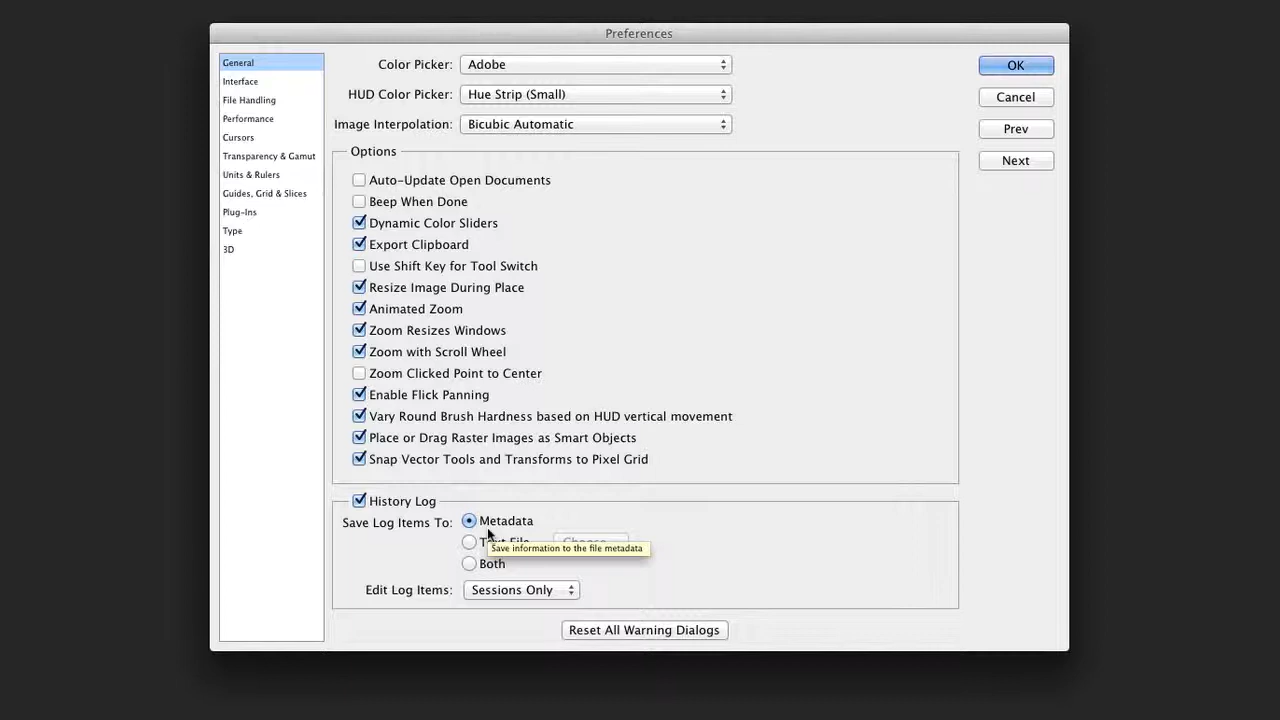 Preferences
General
Interface
File Handling
Performance
Cursors
Transparency & Gamut
Units & Rulers
Guides, Grid & Slices
Plug-Ins
Type
3D
Color Picker: Adobe
HUD Color Picker: Hue Strip (Small)
Image Interpolation: Bicubic Automatic
Options
Auto-Update Open Documents
Beep When Done
Dynamic Color Sliders
Export Clipboard
Use Shift Key for Tool Switch
Resize Image During Place
Animated Zoom
Zoom Resizes Windows
Zoom with Scroll Wheel
Zoom Clicked Point to Center
Enable Flick Panning
Vary Round Brush Hardness based on HUD vertical movement
Place or Drag Raster Images as Smart Objects
Snap Vector Tools and Transforms to Pixel Grid
History Log
Save Log Items To: Metadata
Save information to the file metadata
Both
Edit Log Items: Sessions Only
Reset All Warning Dialogs
OK
Cancel
Prev
Next